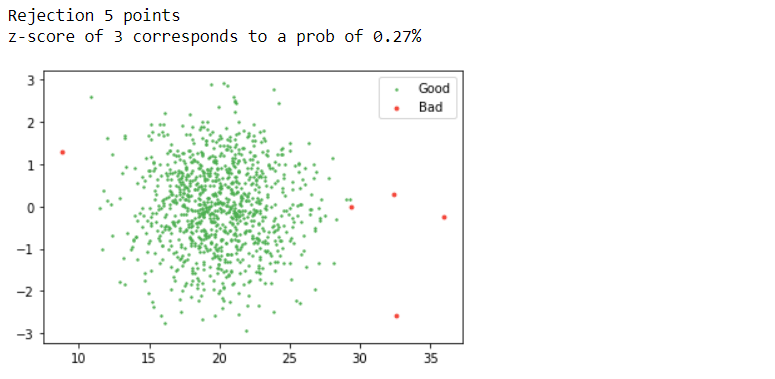 Rejection 5 points
z-score of 3 corresponds to a prob of 0.27%
3
Good
Bad
2
1
0
−1
−2
−3
10 15 20 25 30 35